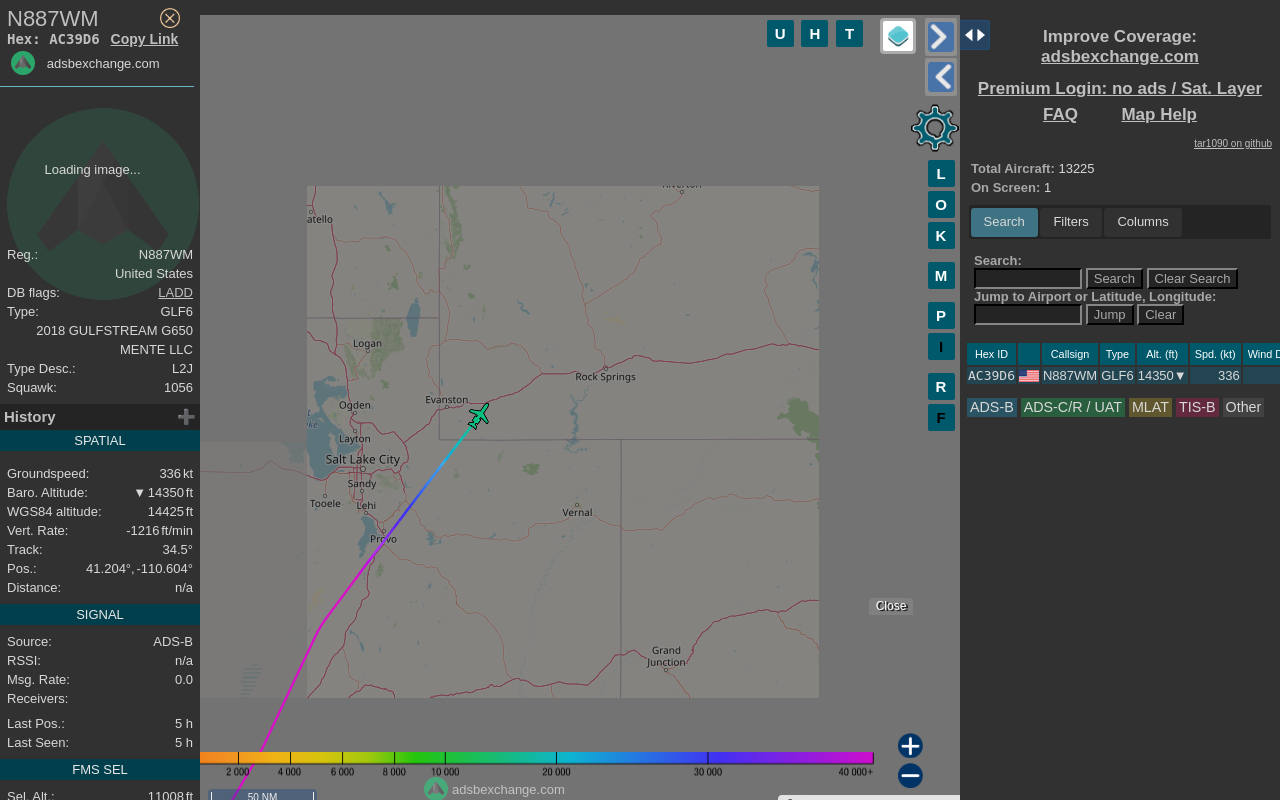 N887WM
Hex: AC39D6 Copy Link
adsbexchange.com
Loading image...
Reg.: N887WM
United States
DB flags: LADD
Type: GLF6
2018 GULFSTREAM G650
MENTE LLC
Type Desc.: L2J
Squawk: 1056
History
SPATIAL
Groundspeed: 336 kt
Baro. Altitude: ▼ 14350 ft
WGS84 altitude: 14425 ft
Vert. Rate: -1216 ft/min
Track: 34.5°
Pos.: 41.204°, -110.604°
Distance: n/a
SIGNAL
Source: ADS-B
RSSI: n/a
Msg. Rate: 0.0
Receivers:
Last Pos.: 5 h
Last Seen: 5 h
FMS SEL
Sel. Alt.: 11008 ft
U H T
L
O
K
M
P
I
R
F
Riverton
atello
Logan
Rock Springs
Evanston
Ogden
ke
Layton
Salt Lake City
Sandy
Tooele
Lehi
Vernal
Provo
Grand
Junction
Close
2 000 4 000 6 000 8 000 10 000 20 000 30 000 40 000+
adsbexchange.com
50 NM
Improve Coverage:
adsbexchange.com
Premium Login: no ads / Sat. Layer
FAQ Map Help
tar1090 on github
Total Aircraft: 13225
On Screen: 1
Search Filters Columns
Search:
Search Clear Search
Jump to Airport or Latitude, Longitude:
Jump Clear
Hex ID Callsign Type Alt. (ft) Spd. (kt) Wind D
AC39D6 N887WM GLF6 14350▼ 336
ADS-B ADS-C/R / UAT MLAT TIS-B Other